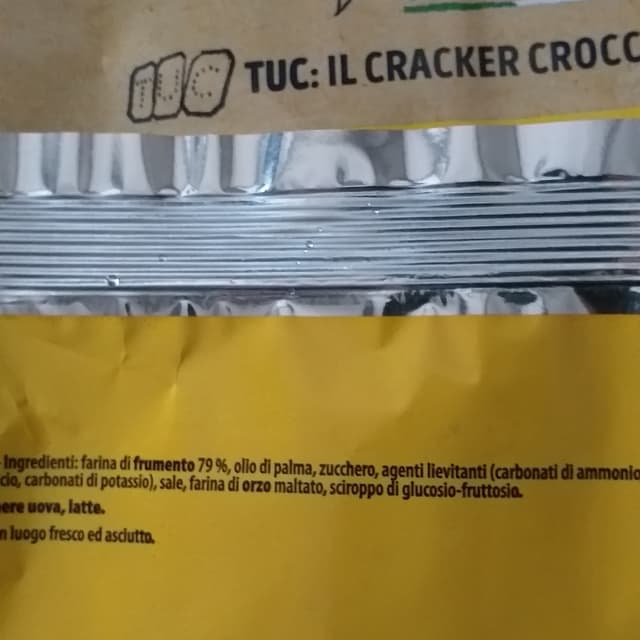 TUC TUC: IL CRACKER CROCC
Ingredienti: farina di frumento 79 %, olio di palma, zucchero, agenti lievitanti (carbonati di ammonio
cio, carbonati di potassio), sale, farina di orzo maltato, sciroppo di glucosio-fruttosio.
ere uova, latte.
n luogo fresco ed asciutto.